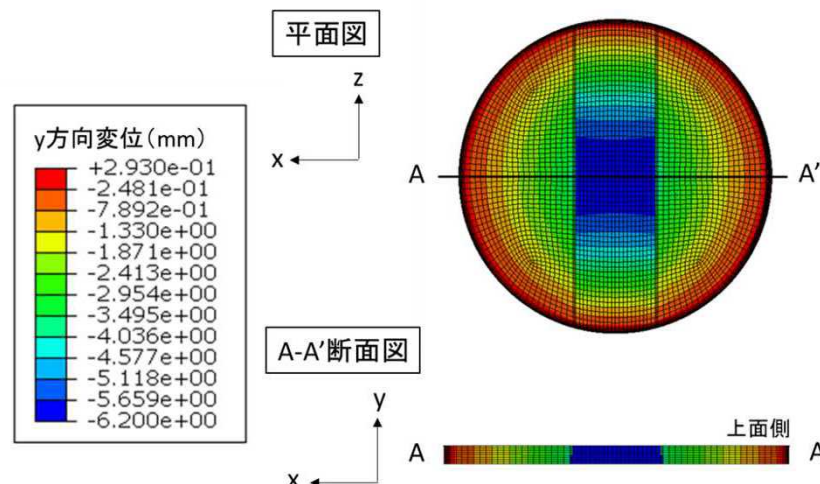 平面図
z
x
A
A'
y方向変位(mm)
+2.930e-01
-2.481e-01
-7.892e-01
-1.330e+00
-1.871e+00
-2.413e+00
-2.954e+00
-3.495e+00
-4.036e+00
-4.577e+00
-5.118e+00
-5.659e+00
-6.200e+00
A-A'断面図
y
x
上面側
A
A